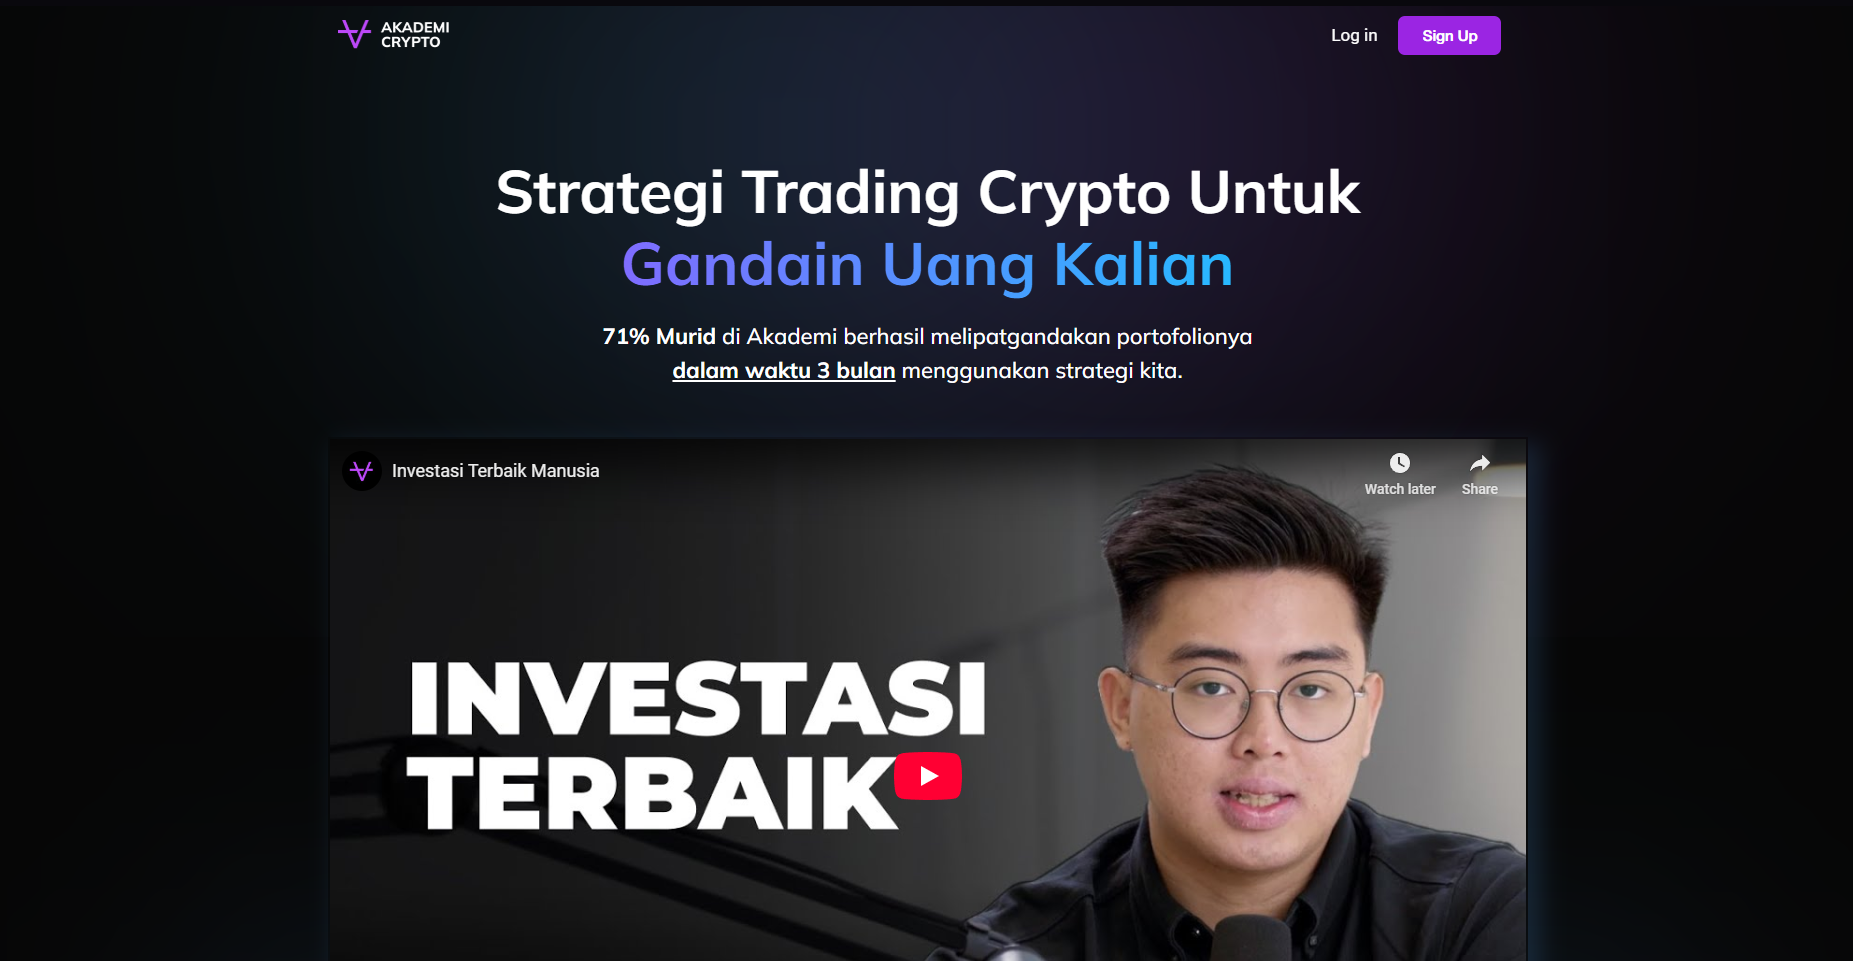 AKADEMI
CRYPTO
Log in
Sign Up
Strategi Trading Crypto Untuk
Gandain Uang Kalian
71% Murid di Akademi berhasil melipatgandakan portofolionya
dalam waktu 3 bulan menggunakan strategi kita.
Investasi Terbaik Manusia
Watch later
Share
INVESTASI
TERBAIK